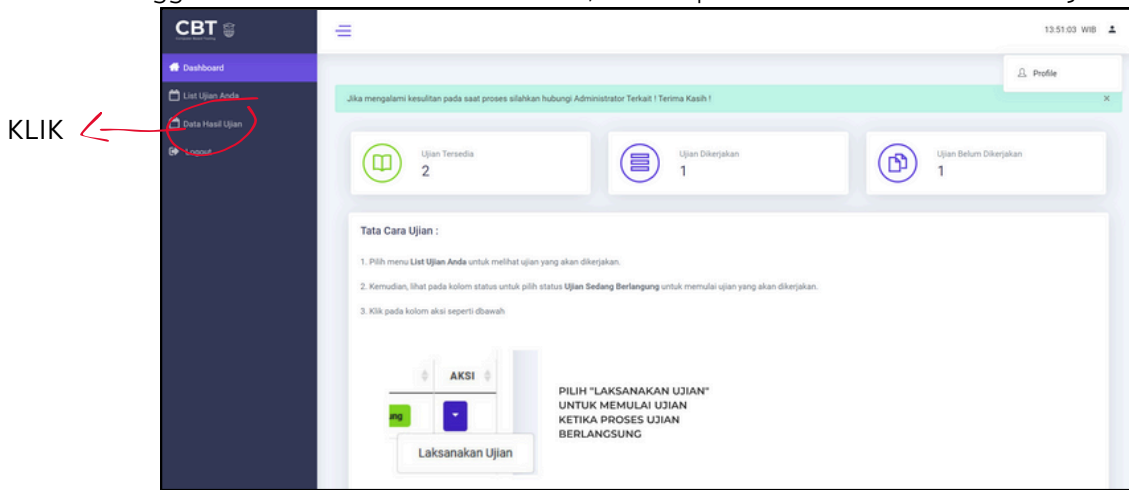 CBT
13:51:03 WIB
Dashboard
Profile
List Ujian Anda
Jika mengalami kesulitan pada saat proses silahkan hubungi Administrator Terkait ! Terima Kasih !
KLIK
Data Hasil Ujian
Logout
Ujian Tersedia
2
Ujian Dikerjakan
1
Ujian Belum Dikerjakan
1
Tata Cara Ujian :
1. Pilih menu List Ujian Anda untuk melihat ujian yang akan dikerjakan.
2. Kemudian, lihat pada kolom status untuk pilih status Ujian Sedang Berlangung untuk memulai ujian yang akan dikerjakan.
3. Klik pada kolom aksi seperti dbawah
AKSI
ung
Laksanakan Ujian
PILIH "LAKSANAKAN UJIAN"
UNTUK MEMULAI UJIAN
KETIKA PROSES UJIAN
BERLANGSUNG